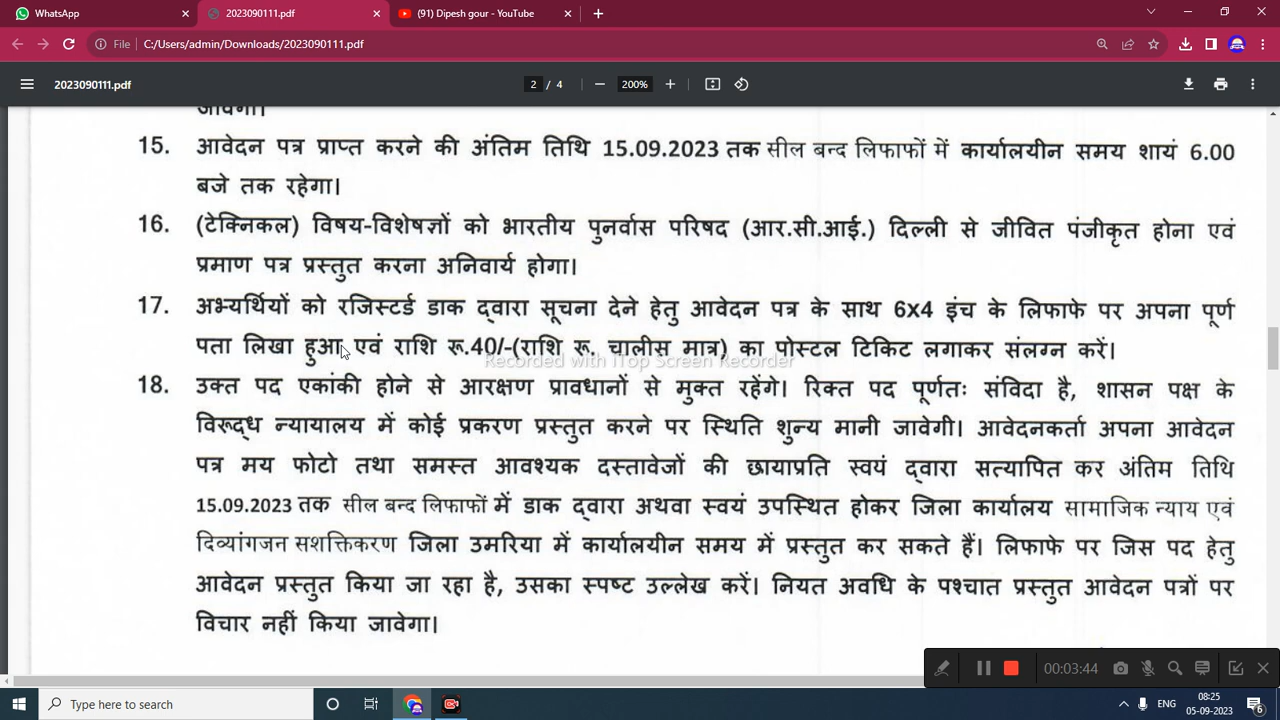 WhatsApp
2023090111.pdf
(91) Dipesh gour - YouTube
File
C:/Users/admin/Downloads/2023090111.pdf
2023090111.pdf
2 / 4
200%
जावेगा।
15. आवेदन पत्र प्राप्त करने की अंतिम तिथि 15.09.2023 तक सील बन्द लिफाफों में कार्यालयीन समय शायं 6.00
बजे तक रहेगा।
16. (टेक्निकल) विषय-विशेषज्ञों को भारतीय पुनर्वास परिषद (आर.सी.आई.) दिल्ली से जीवित पंजीकृत होना एवं
प्रमाण पत्र प्रस्तुत करना अनिवार्य होगा।
17. अभ्यर्थियों को रजिस्टर्ड डाक द्वारा सूचना देने हेतु आवेदन पत्र के साथ 6x4 इंच के लिफाफे पर अपना पूर्ण
पता लिखा हुआ एवं राशि रू.40/-(राशि रू. चालीस मात्र) का पोस्टल टिकिट लगाकर संलग्न करें।
RECORDED WITH iTop Screen Recorder
18. उक्त पद एकांकी होने से आरक्षण प्रावधानों से मुक्त रहेंगे। रिक्त पद पूर्णतः संविदा है, शासन पक्ष के
विरूद्ध न्यायालय में कोई प्रकरण प्रस्तुत करने पर स्थिति शुन्य मानी जावेगी। आवेदनकर्ता अपना आवेदन
पत्र मय फोटो तथा समस्त आवश्यक दस्तावेजों की छायाप्रति स्वयं द्वारा सत्यापित कर अंतिम तिथि
15.09.2023 तक सील बन्द लिफाफों में डाक द्वारा अथवा स्वयं उपस्थित होकर जिला कार्यालय सामाजिक न्याय एवं
दिव्यांगजन सशक्तिकरण जिला उमरिया में कार्यालयीन समय में प्रस्तुत कर सकते हैं। लिफाफे पर जिस पद हेतु
आवेदन प्रस्तुत किया जा रहा है, उसका स्पष्ट उल्लेख करें। नियत अवधि के पश्चात प्रस्तुत आवेदन पत्रों पर
विचार नहीं किया जावेगा।
00:03:44
Type here to search
ENG
08:25
05-09-2023
6